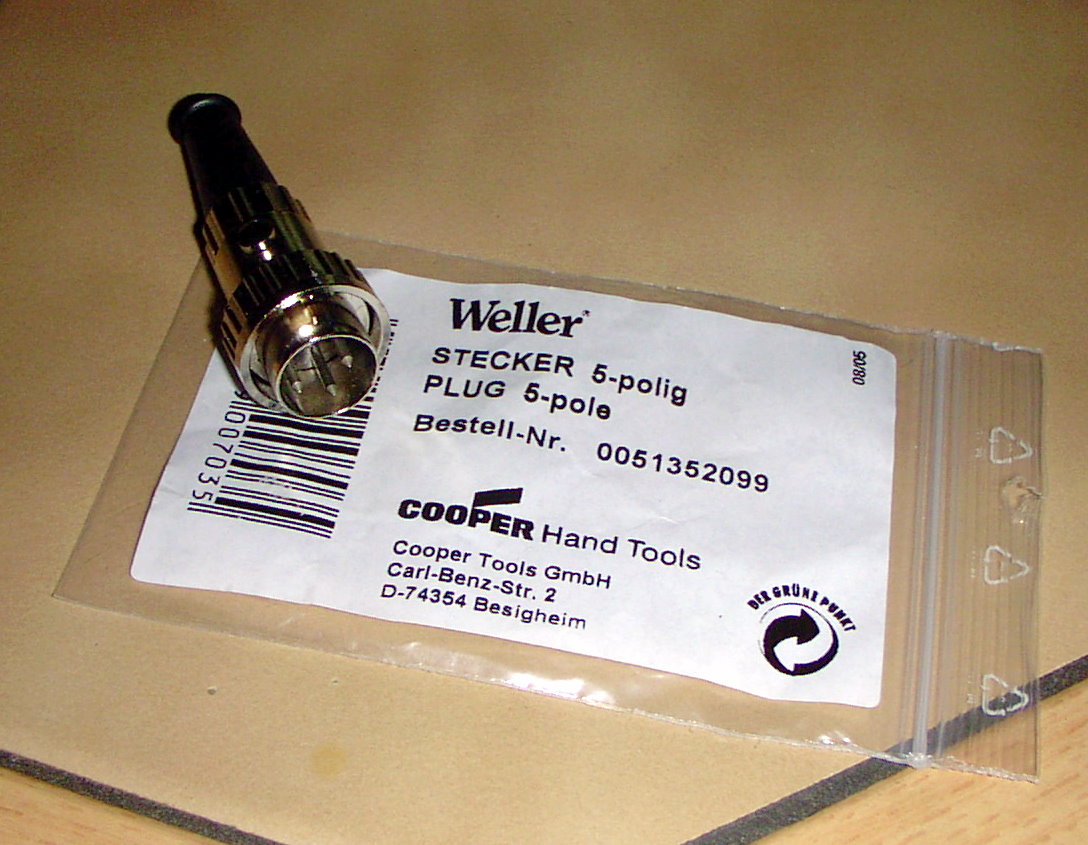 Weller®
STECKER 5-polig
PLUG 5-pole
Bestell-Nr. 0051352099
COOPER Hand Tools
Cooper Tools GmbH
Carl-Benz-Str. 2
D-74354 Besigheim
DER GRÜNE PUNKT
08/05
007035